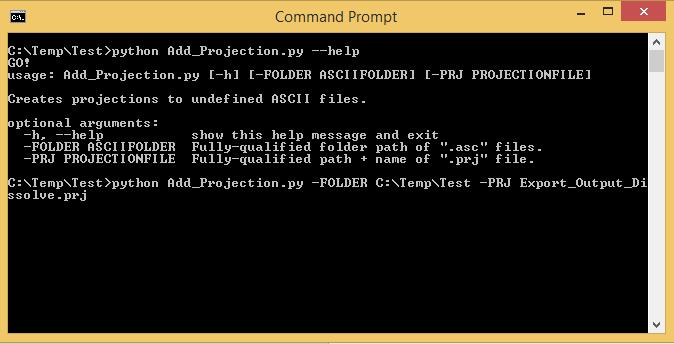 Command Prompt
C:\Temp\Test>python Add_Projection.py --help
GO!
usage: Add_Projection.py [-h] [-FOLDER ASCIIFOLDER] [-PRJ PROJECTIONFILE]
Creates projections to undefined ASCII files.
optional arguments:
  -h, --help            show this help message and exit
  -FOLDER ASCIIFOLDER  Fully-qualified folder path of ".asc" files.
  -PRJ PROJECTIONFILE  Fully-qualified path + name of ".prj" file.
C:\Temp\Test>python Add_Projection.py -FOLDER C:\Temp\Test -PRJ Export_Output_Di
ssolve.prj